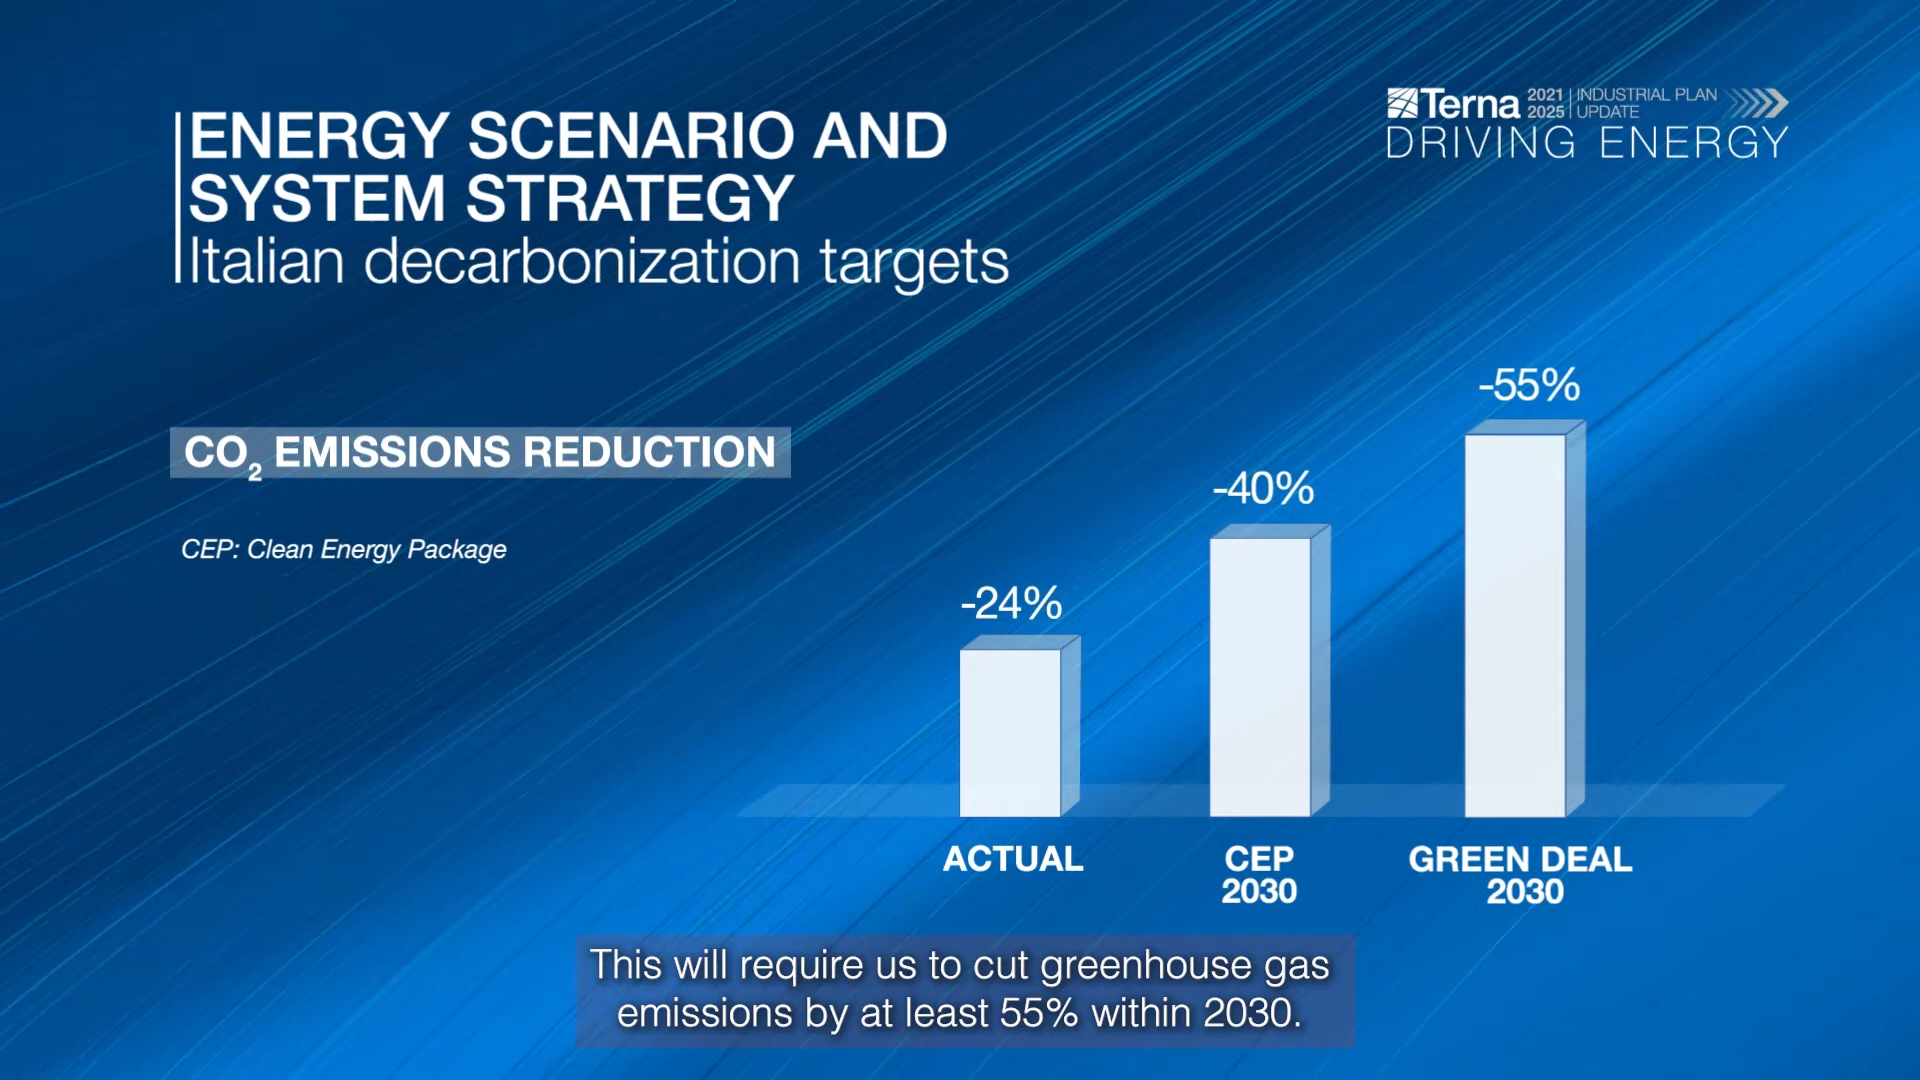 ENERGY SCENARIO AND
SYSTEM STRATEGY
Italian decarbonization targets
Terna 2021 2025 INDUSTRIAL PLAN UPDATE
DRIVING ENERGY
CO2 EMISSIONS REDUCTION
CEP: Clean Energy Package
-24%
-40%
-55%
ACTUAL
CEP
2030
GREEN DEAL
2030
This will require us to cut greenhouse gas
emissions by at least 55% within 2030.